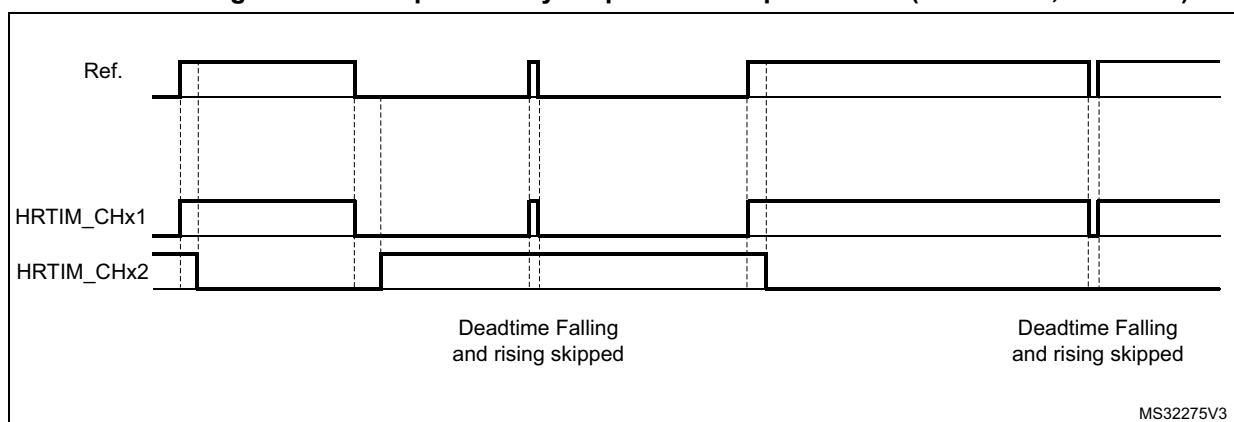 Ref.
HRTIM_CHx1
HRTIM_CHx2
Deadtime Falling
and rising skipped
Deadtime Falling
and rising skipped
MS32275V3